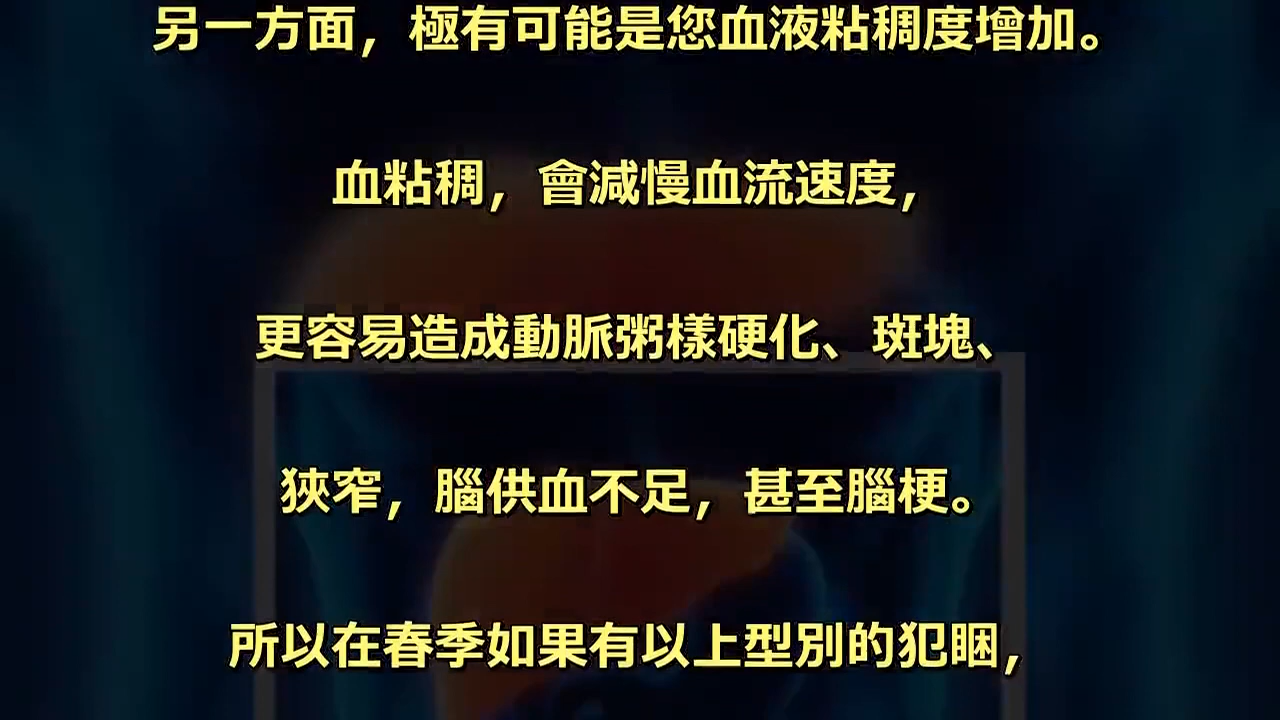 另一方面，極有可能是您血液粘稠度增加。
血粘稠，會減慢血流速度，
更容易造成動脈粥樣硬化、斑塊、
狹窄，腦供血不足，甚至腦梗。
所以在春季如果有以上型別的犯睏，